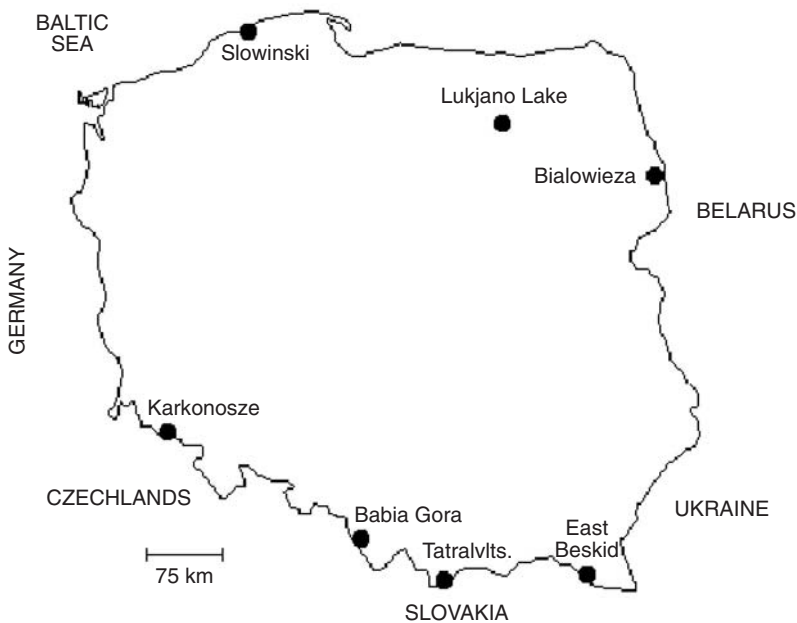 BALTIC
SEA
Slowinski
Lukjano Lake
Bialowieza
BELARUS
GERMANY
Karkonosze
CZECHLANDS
Babia Gora
East
Beskid
UKRAINE
75 km
Tatralvlts.
SLOVAKIA